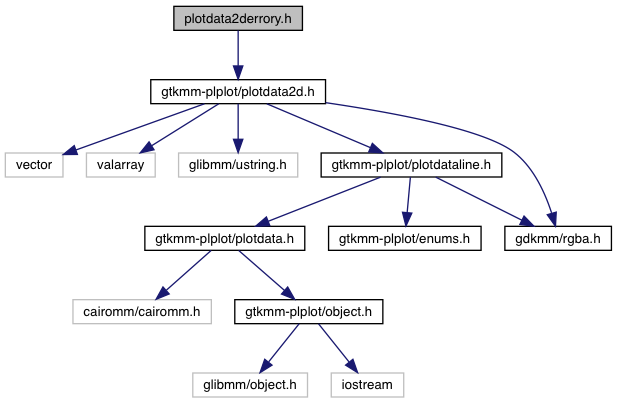 plotdata2derrory.h
gtkmm-plplot/plotdata2d.h
vector
valarray
glibmm/ustring.h
gtkmm-plplot/plotdataline.h
gtkmm-plplot/plotdata.h
gtkmm-plplot/enums.h
gdkmm/rgba.h
cairomm/cairomm.h
gtkmm-plplot/object.h
glibmm/object.h
iostream